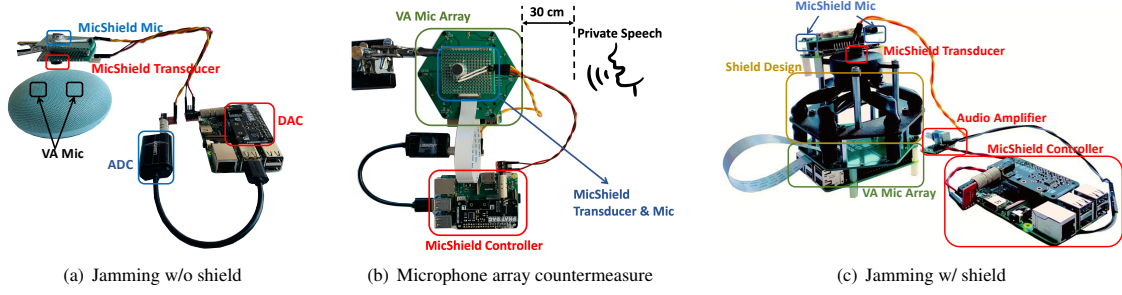 MicShield Mic
MicShield Transducer
VA Mic
ADC
DAC
(a) Jamming w/o shield
VA Mic Array
30 cm
Private Speech
MicShield
Transducer & Mic
MicShield Controller
(b) Microphone array countermeasure
MicShield Mic
MicShield Transducer
Shield Design
Audio Amplifier
MicShield Controller
VA Mic Array
(c) Jamming w/ shield